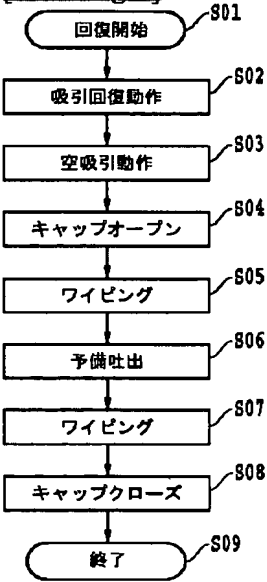 S01
回復開始
S02
吸引回復動作
S03
空吸引動作
S04
キャップオープン
S05
ワイピング
S06
予備吐出
S07
ワイピング
S08
キャップクローズ
S09
終了